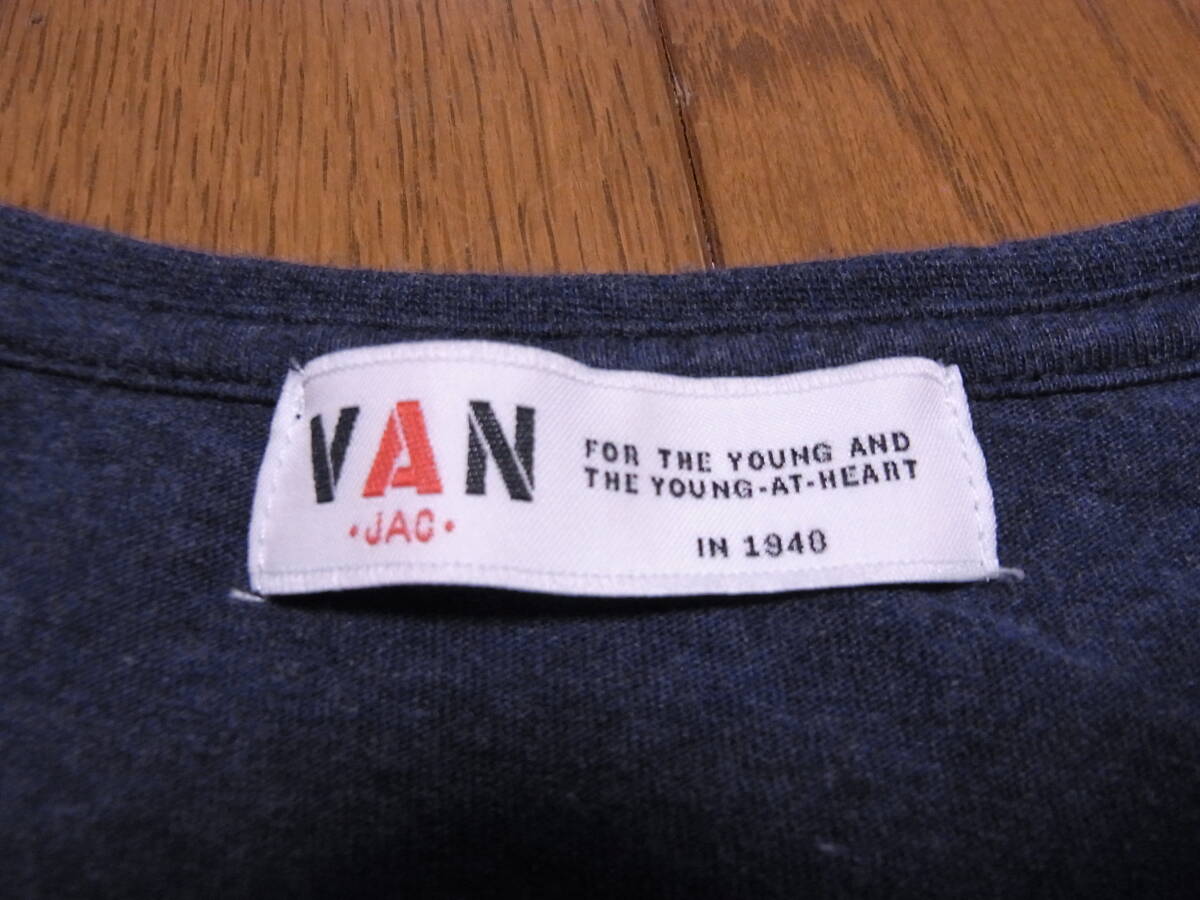 VAN
•JAC•
FOR THE YOUNG AND
THE YOUNG-AT-HEART
IN 1948